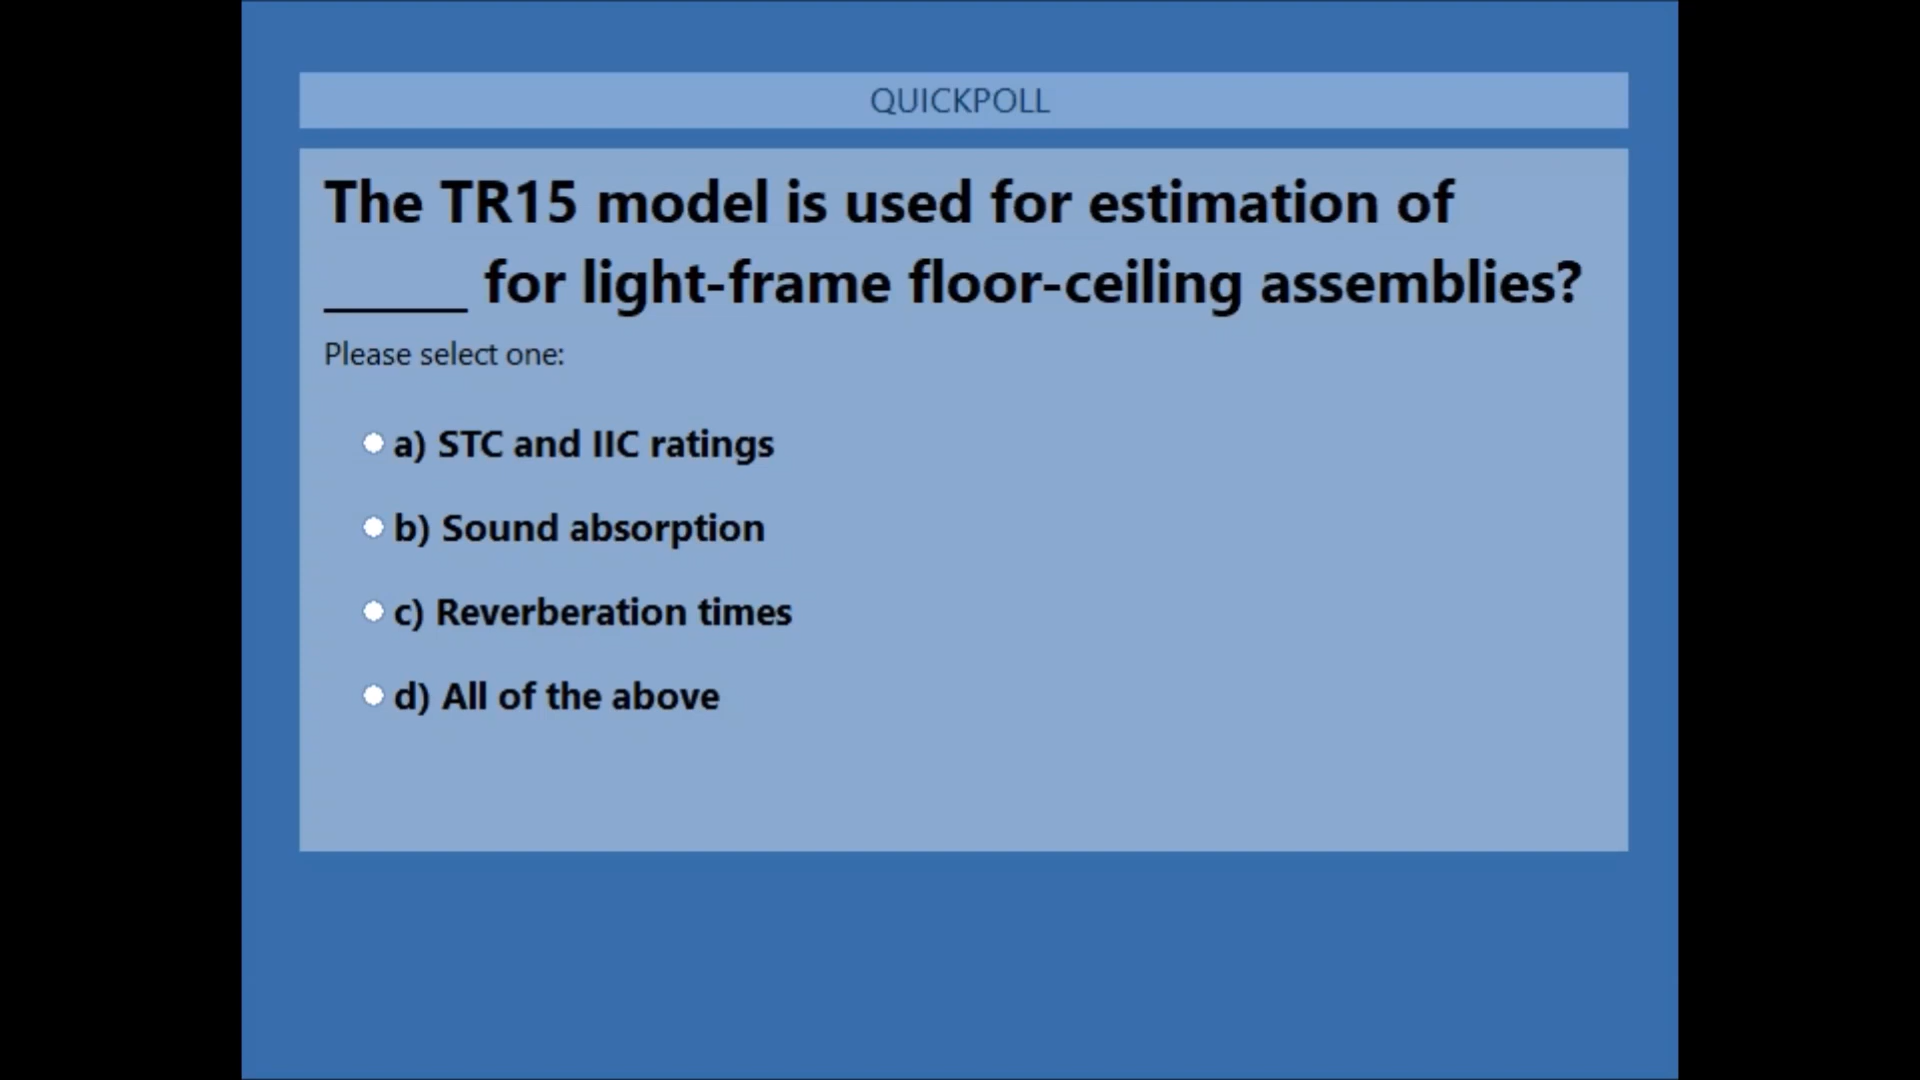 QUICKPOLL
The TR15 model is used for estimation of
______ for light-frame floor-ceiling assemblies?
Please select one:
a) STC and IIC ratings
b) Sound absorption
c) Reverberation times
d) All of the above